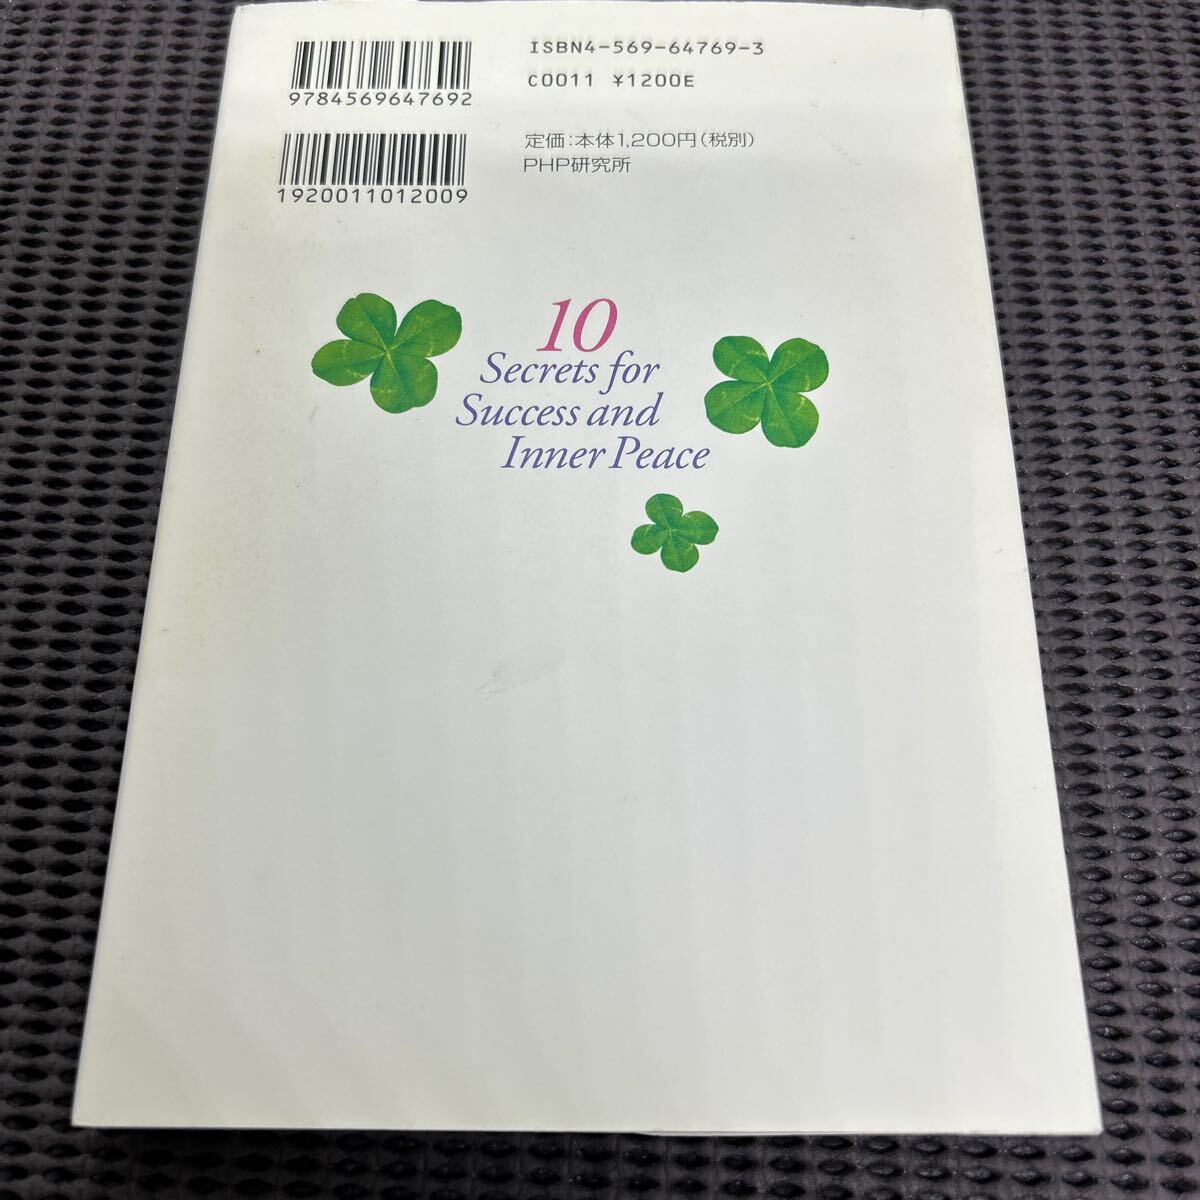 9784569647692
ISBN4-569-64769-3
C0011 ¥1200E
1920011012009
定価:本体1,200円(税別)
PHP研究所
10
Secrets for
Success and
Inner Peace